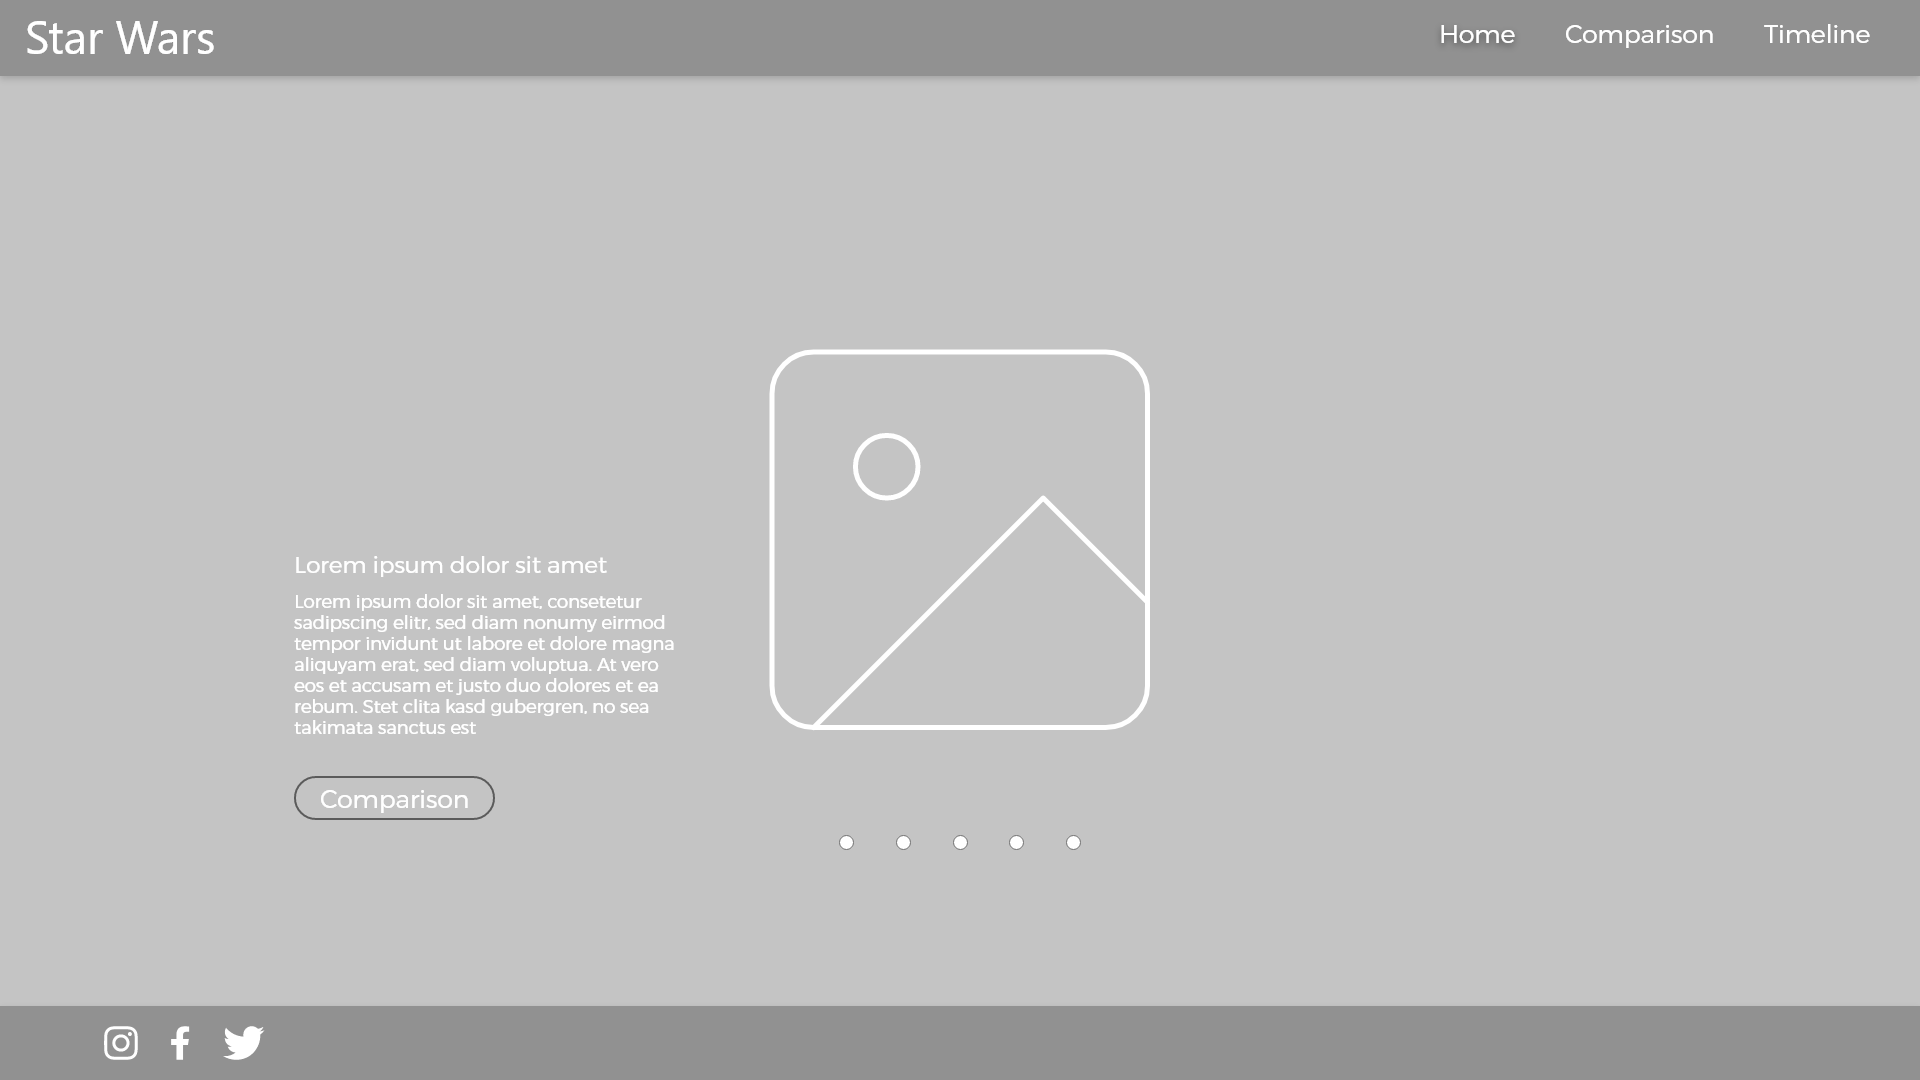 Star Wars
Home Comparison Timeline
Lorem ipsum dolor sit amet
Lorem ipsum dolor sit amet, consetetur
sadipscing elitr, sed diam nonumy eirmod
tempor invidunt ut labore et dolore magna
aliquyam erat, sed diam voluptua. At vero
eos et accusam et justo duo dolores et ea
rebum. Stet clita kasd gubergren, no sea
takimata sanctus est
Comparison